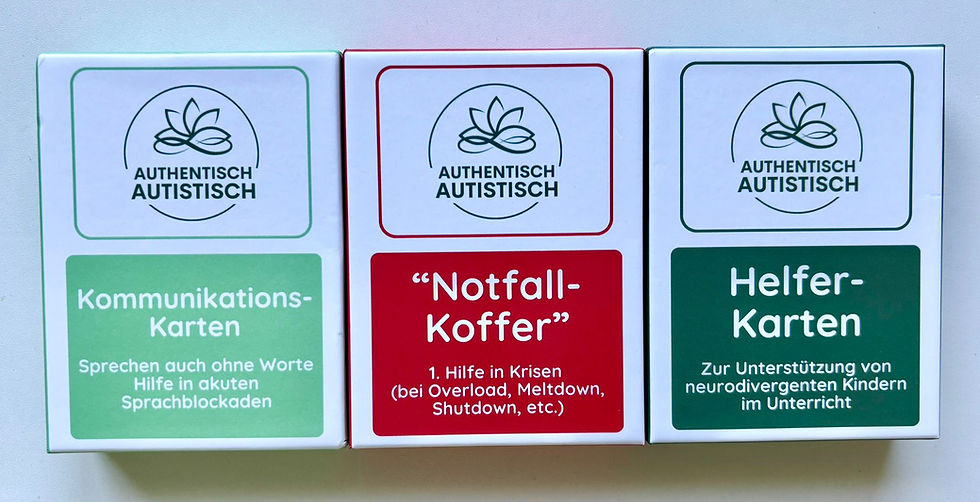 AUTHENTISCH
AUTISTISCH
Kommunikations-
Karten
Sprechen auch ohne Worte
Hilfe in akuten
Sprachblockaden
AUTHENTISCH
AUTISTISCH
“Notfall-
Koffer”
1. Hilfe in Krisen
(bei Overload, Meltdown,
Shutdown, etc.)
AUTHENTISCH
AUTISTISCH
Helfer-
Karten
Zur Unterstützung von
neurodivergenten Kindern
im Unterricht